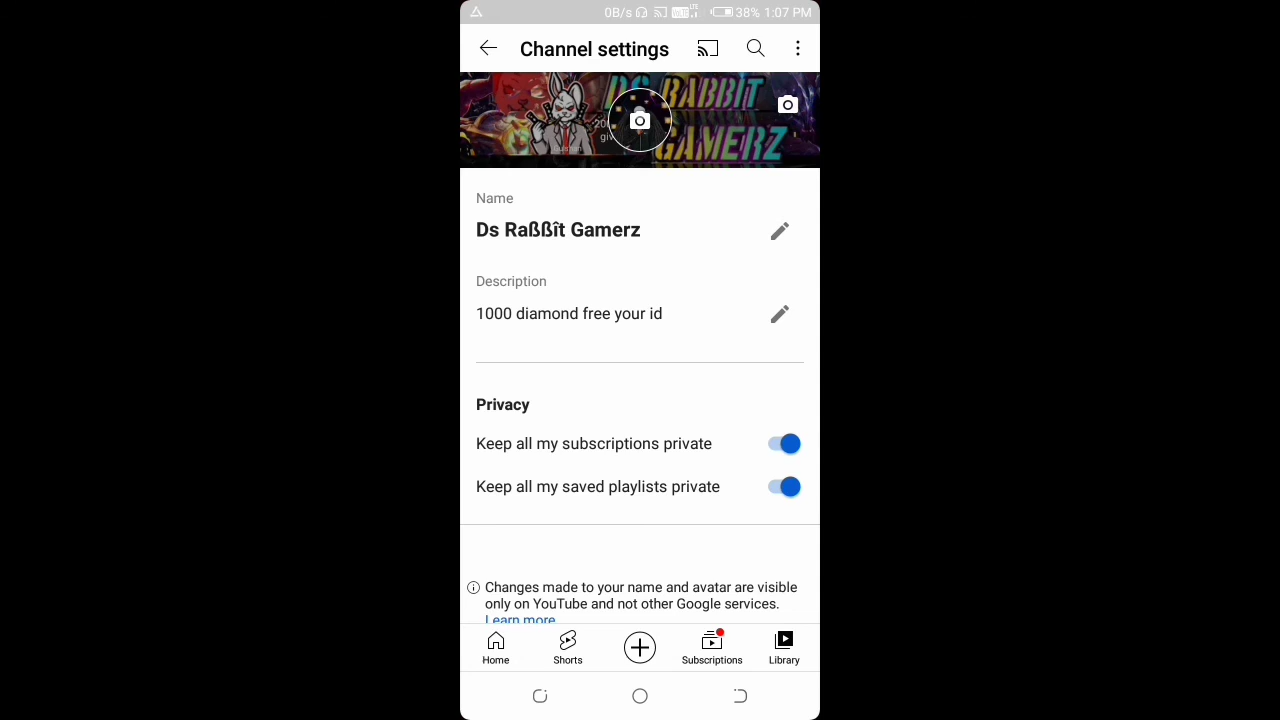 0B/s 38% 1:07 PM
Channel settings
DS RABBIT
GAMERZ
Name
Ds Raßßît Gamerz
Description
1000 diamond free your id
Privacy
Keep all my subscriptions private
Keep all my saved playlists private
Changes made to your name and avatar are visible
only on YouTube and not other Google services.
Learn more
Home Shorts Subscriptions Library